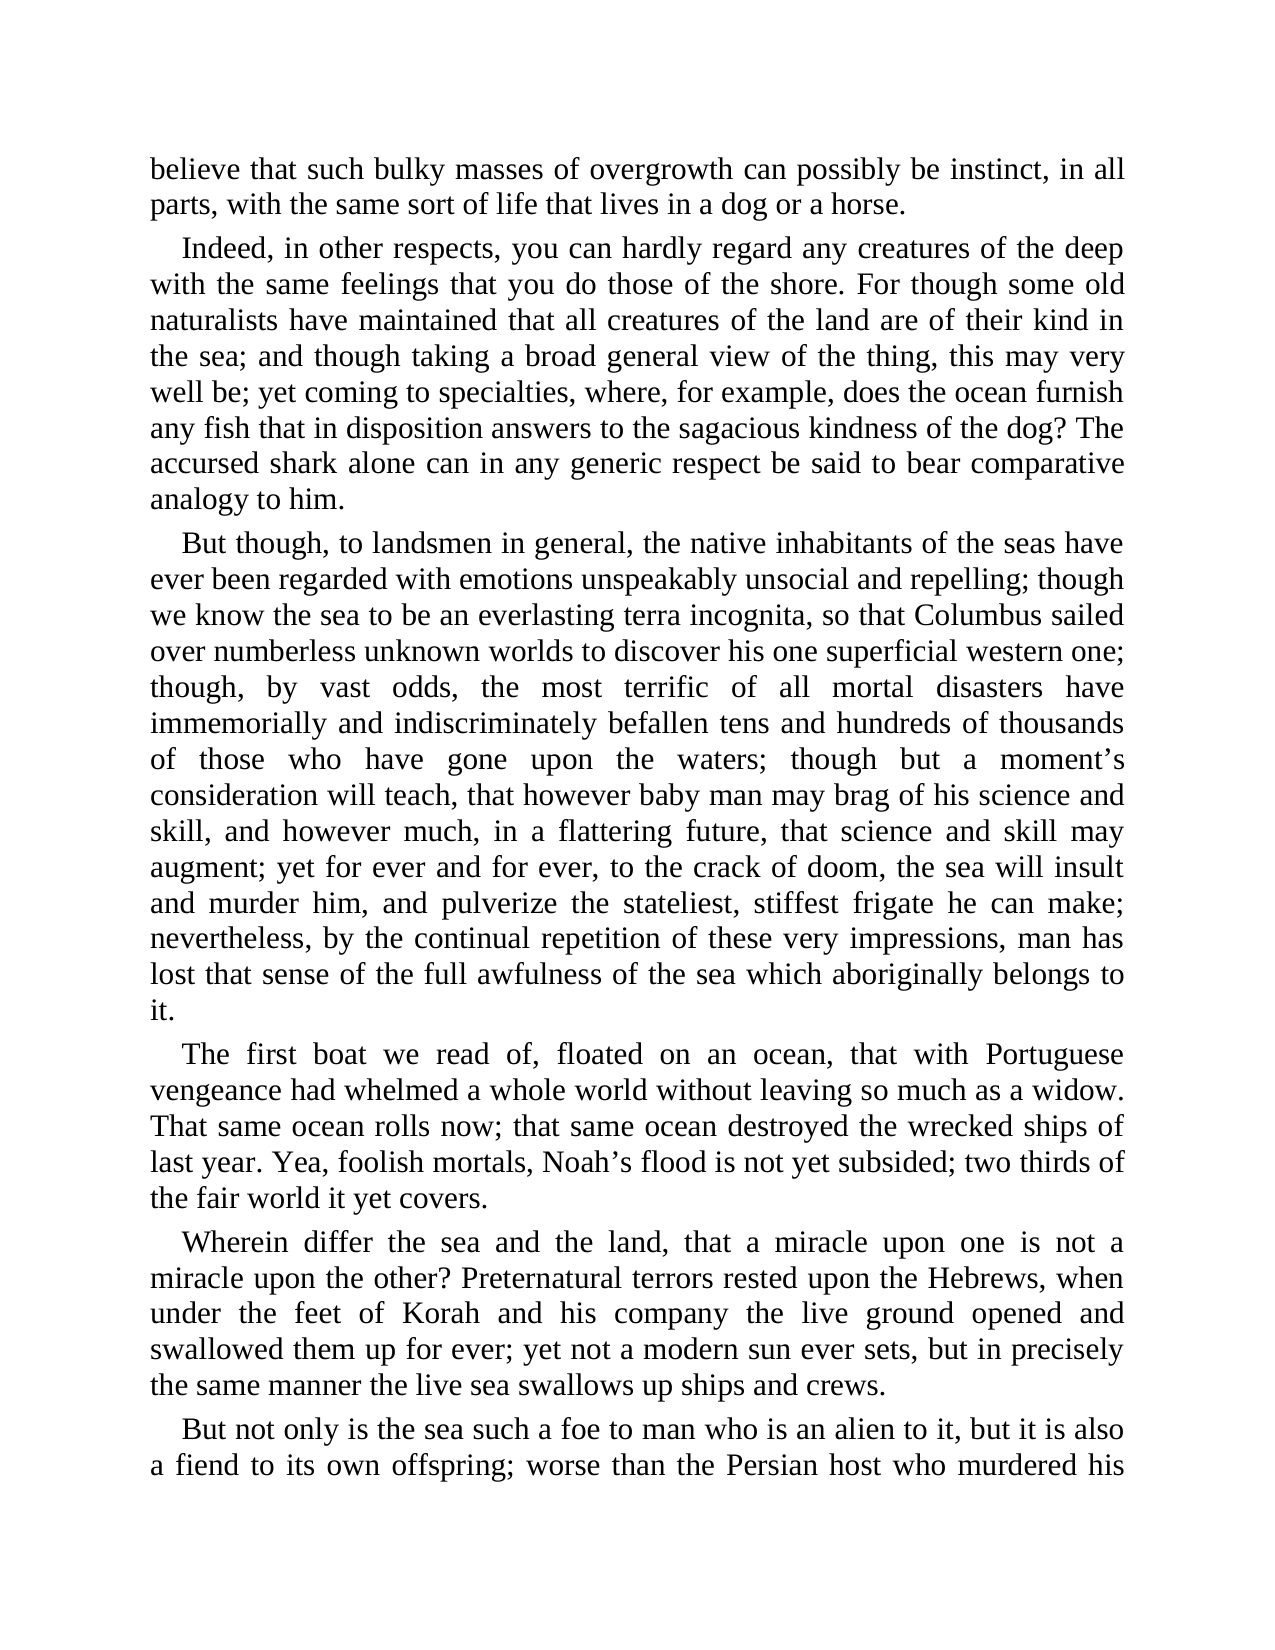 believe that such bulky masses of overgrowth can possibly be instinct, in all
parts, with the same sort of life that lives in a dog or a horse.
Indeed, in other respects, you can hardly regard any creatures of the deep
with the same feelings that you do those of the shore. For though some old
naturalists have maintained that all creatures of the land are of their kind in
the sea; and though taking a broad general view of the thing, this may very
well be; yet coming to specialties, where, for example, does the ocean furnish
any fish that in disposition answers to the sagacious kindness of the dog? The
accursed shark alone can in any generic respect be said to bear comparative
analogy to him.
But though, to landsmen in general, the native inhabitants of the seas have
ever been regarded with emotions unspeakably unsocial and repelling; though
we know the sea to be an everlasting terra incognita, so that Columbus sailed
over numberless unknown worlds to discover his one superficial western one;
though, by vast odds, the most terrific of all mortal disasters have
immemorially and indiscriminately befallen tens and hundreds of thousands
of those who have gone upon the waters; though but a moment’s
consideration will teach, that however baby man may brag of his science and
skill, and however much, in a flattering future, that science and skill may
augment; yet for ever and for ever, to the crack of doom, the sea will insult
and murder him, and pulverize the stateliest, stiffest frigate he can make;
nevertheless, by the continual repetition of these very impressions, man has
lost that sense of the full awfulness of the sea which aboriginally belongs to
it.
The first boat we read of, floated on an ocean, that with Portuguese
vengeance had whelmed a whole world without leaving so much as a widow.
That same ocean rolls now; that same ocean destroyed the wrecked ships of
last year. Yea, foolish mortals, Noah’s flood is not yet subsided; two thirds of
the fair world it yet covers.
Wherein differ the sea and the land, that a miracle upon one is not a
miracle upon the other? Preternatural terrors rested upon the Hebrews, when
under the feet of Korah and his company the live ground opened and
swallowed them up for ever; yet not a modern sun ever sets, but in precisely
the same manner the live sea swallows up ships and crews.
But not only is the sea such a foe to man who is an alien to it, but it is also
a fiend to its own offspring; worse than the Persian host who murdered his